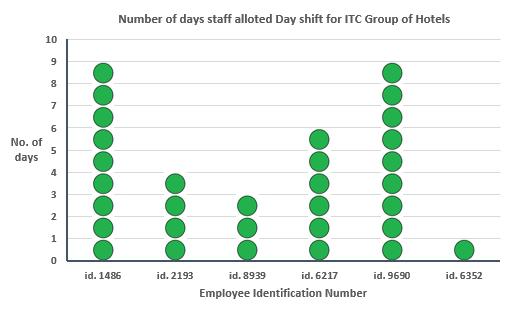 Number of days staff alloted Day shift for ITC Group of Hotels
10
9
8
7
6
5
4
3
2
1
0
No. of
days
id. 1486
id. 2193
id. 8939
id. 6217
id. 9690
id. 6352
Employee Identification Number